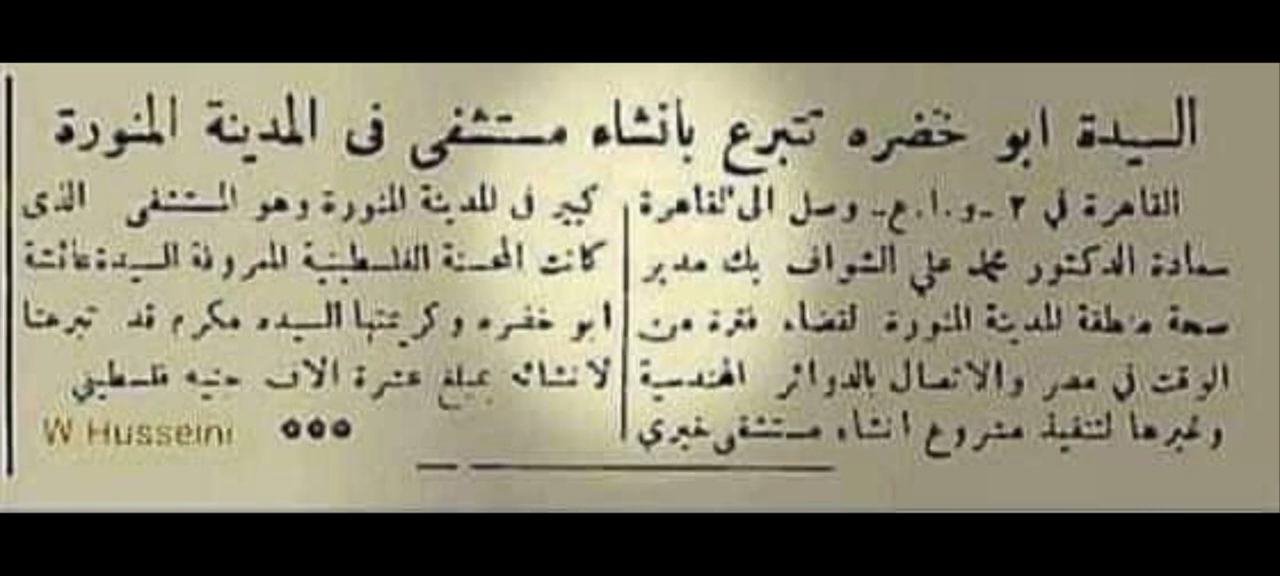 السيدة ابو خضره تتبرع بانشاء مستشفى فى المدينة المنورة
القاهرة في ٢ -و.ا.ع- وصل الى القاهرة
سعادة الدكتور محمد علي الشواف بك مدير
صحة منطقة المدينة المنورة لقضاء فترة من
الوقت في مصر والاتصال بالدوائر الهندسية
وغيرها لتنفيذ مشروع انشاء مستشفى خيري
كبير في المدينة المنورة وهو المستشفى الذى
كانت المحسنة الفلسطينية المعروفة السيدة عائشة
ابو خضره وكريمتها السيده مكرم قد تبرعتا
لانشائه بمبلغ عشرة الاف جنيه فلسطيني
W Husseini